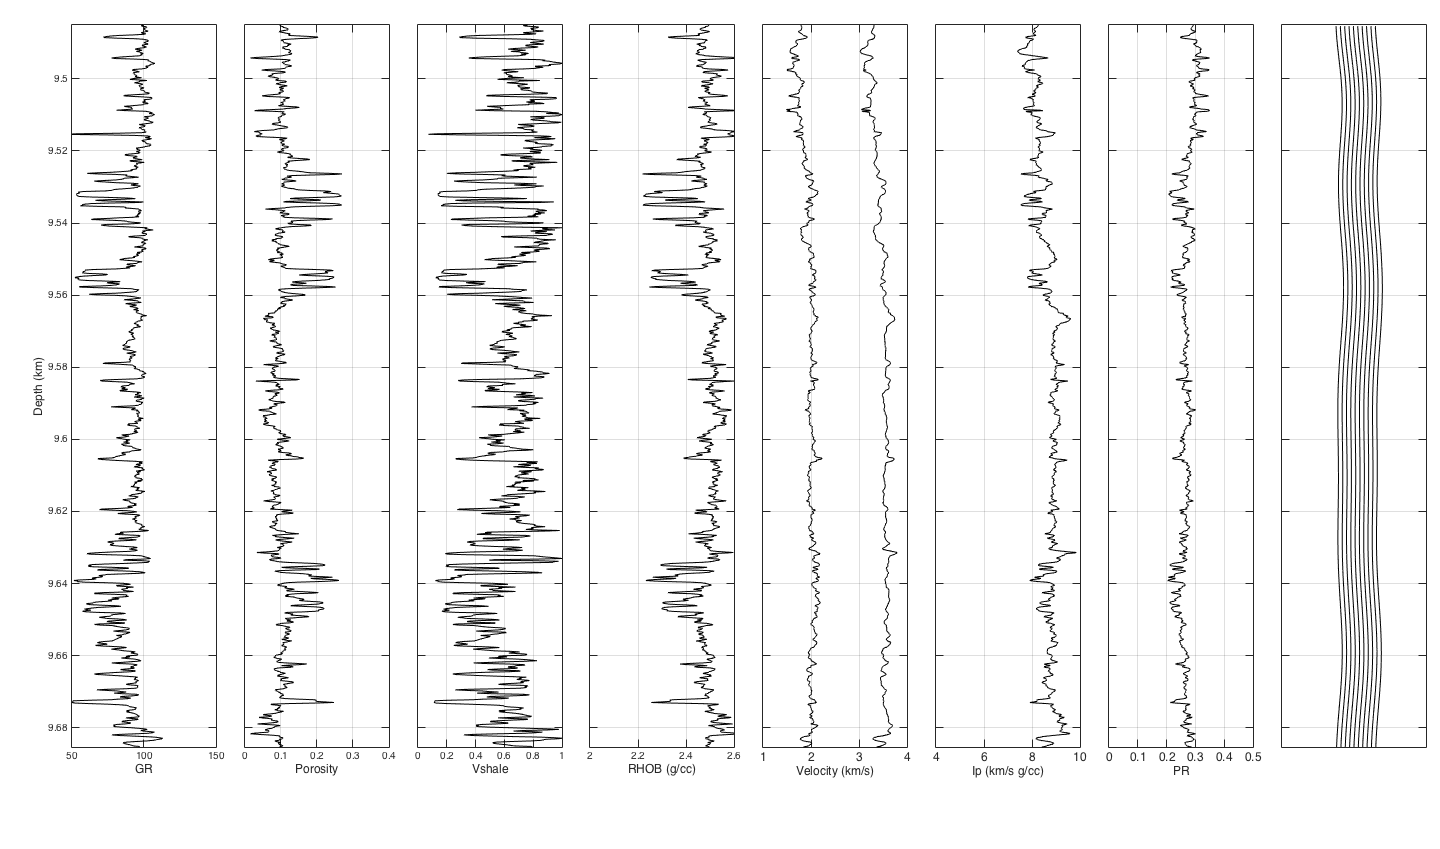 9.5
9.52
9.54
9.56
9.58
9.6
9.62
9.64
9.66
9.68
Depth (km)
50 100 150
GR
0 0.1 0.2 0.3 0.4
Porosity
0 0.2 0.4 0.6 0.8 1
Vshale
2 2.2 2.4 2.6
RHOB (g/cc)
1 2 3 4
Velocity (km/s)
4 6 8 10
Ip (km/s g/cc)
0 0.1 0.2 0.3 0.4 0.5
PR